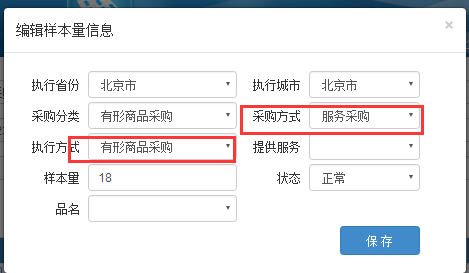 编辑样本量信息 ×
执行省份 北京市 执行城市 北京市
采购分类 有形商品采购 采购方式 服务采购
执行方式 有形商品采购 提供服务
样本量 18 状态 正常
品名
保存